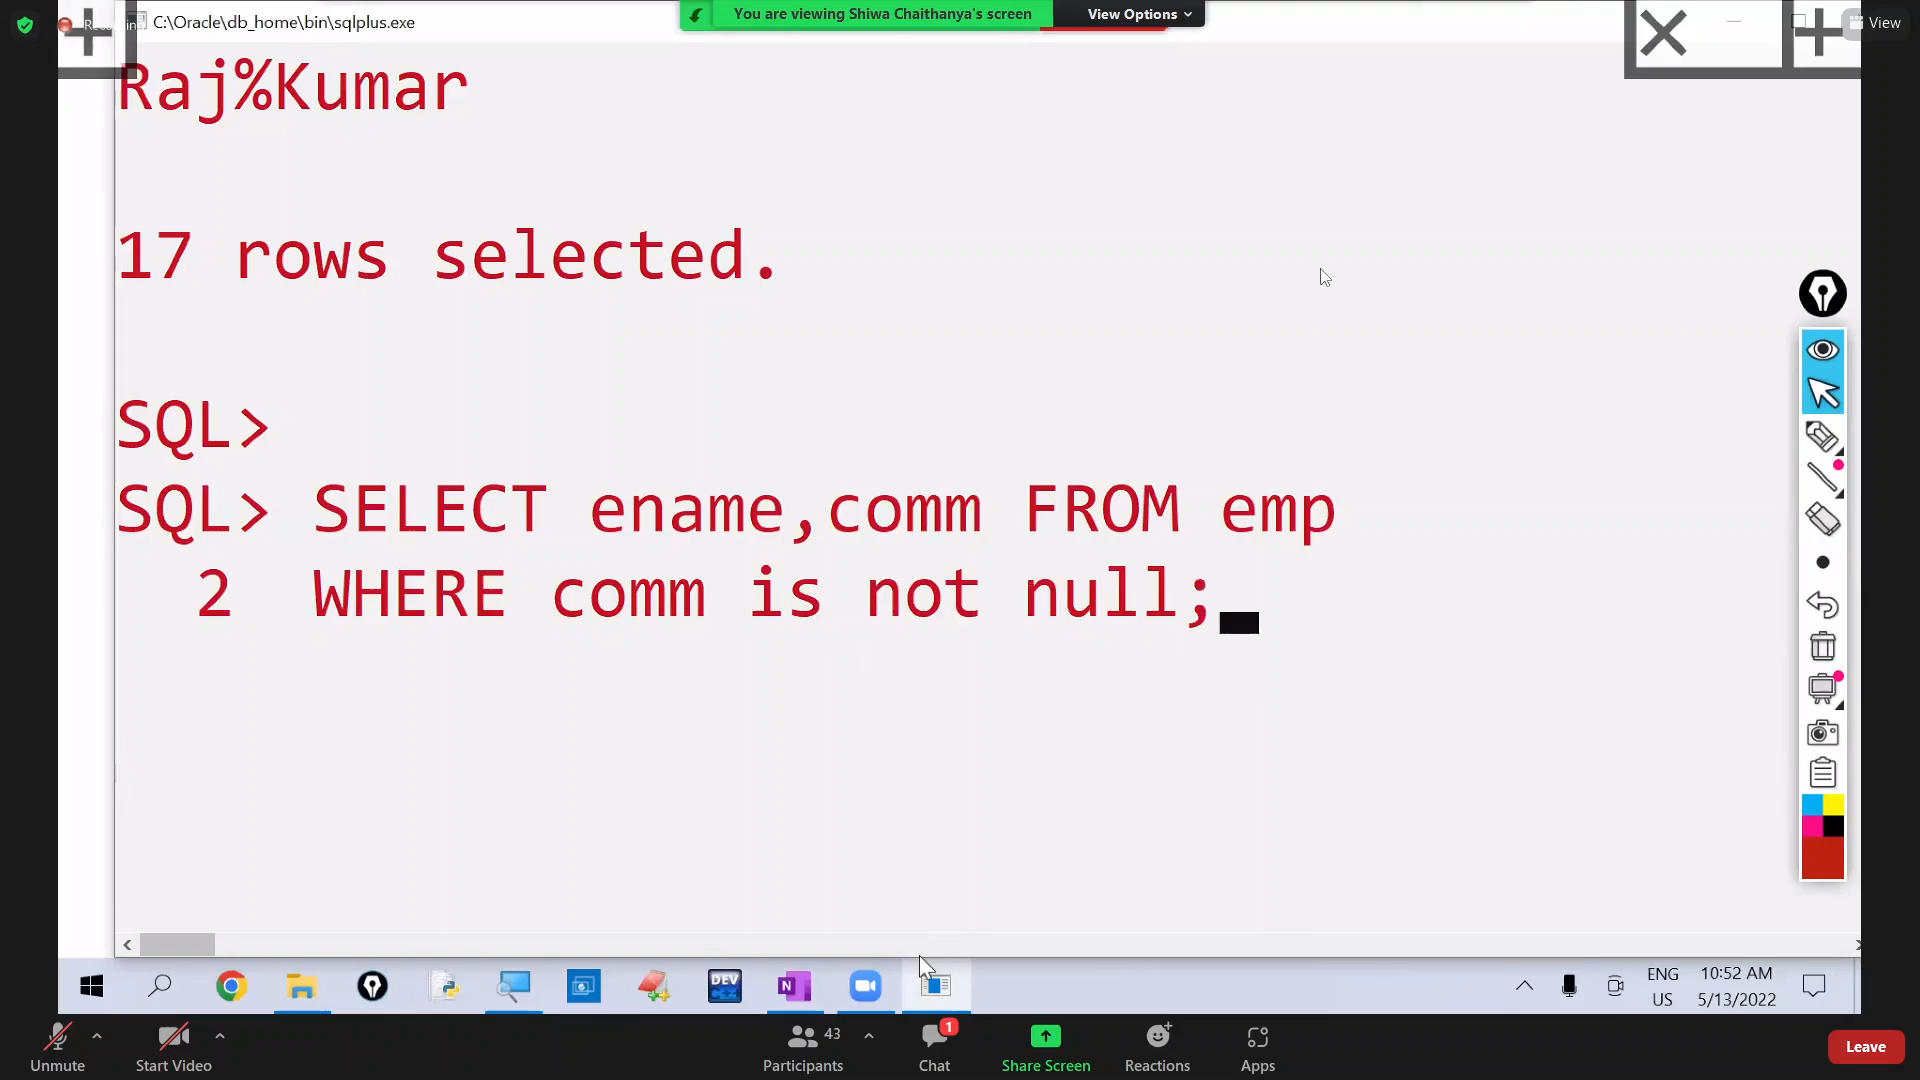 C:\Oracle\db_home\bin\sqlplus.exe
You are viewing Shiwa Chaithanya's screen
View Options
View
Raj%Kumar
17 rows selected.
SQL>
SQL> SELECT ename,comm FROM emp
2 WHERE comm is not null;
DEV
N
ENG
US
10:52 AM
5/13/2022
Unmute
Start Video
43
Participants
1
Chat
Share Screen
Reactions
Apps
Leave